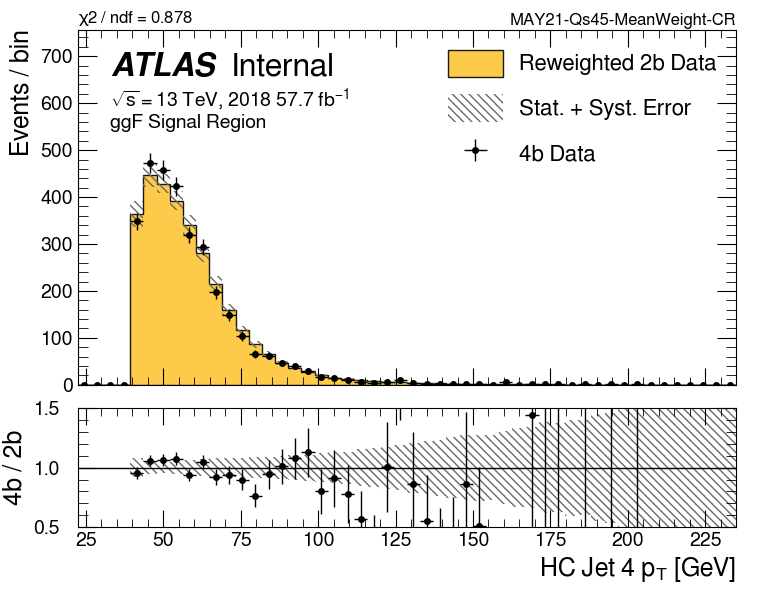 χ2 / ndf = 0.878
MAY21-Qs45-MeanWeight-CR
ATLAS Internal
√s = 13 TeV, 2018 57.7 fb⁻¹
ggF Signal Region
Reweighted 2b Data
Stat. + Syst. Error
4b Data
Events / bin
700
600
500
400
300
200
100
0
4b / 2b
1.5
1.0
0.5
25 50 75 100 125 150 175 200 225
HC Jet 4 pT [GeV]